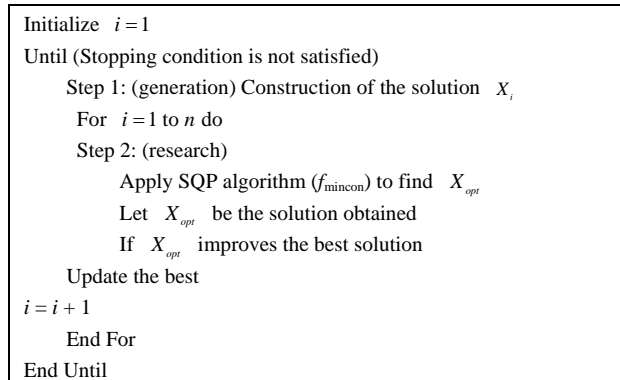 Initialize i = 1
Until (Stopping condition is not satisfied)
Step 1: (generation) Construction of the solution X_i
For i = 1 to n do
Step 2: (research)
Apply SQP algorithm (f_mincon) to find X_opt
Let X_opt be the solution obtained
If X_opt improves the best solution
Update the best
i = i + 1
End For
End Until